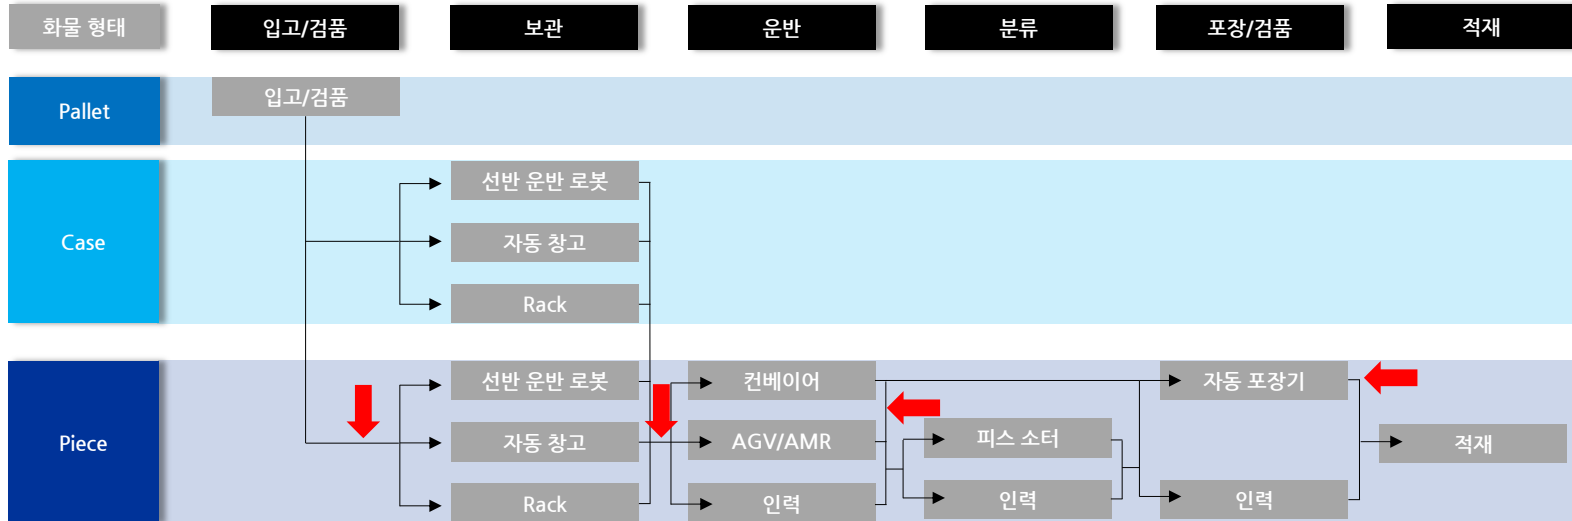 화물 형태
입고/검품
보관
운반
분류
포장/검품
적재
Pallet
입고/검품
Case
선반 운반 로봇
자동 창고
Rack
Piece
선반 운반 로봇
컨베이어
자동 포장기
자동 창고
AGV/AMR
피스 소터
적재
Rack
인력
인력
인력